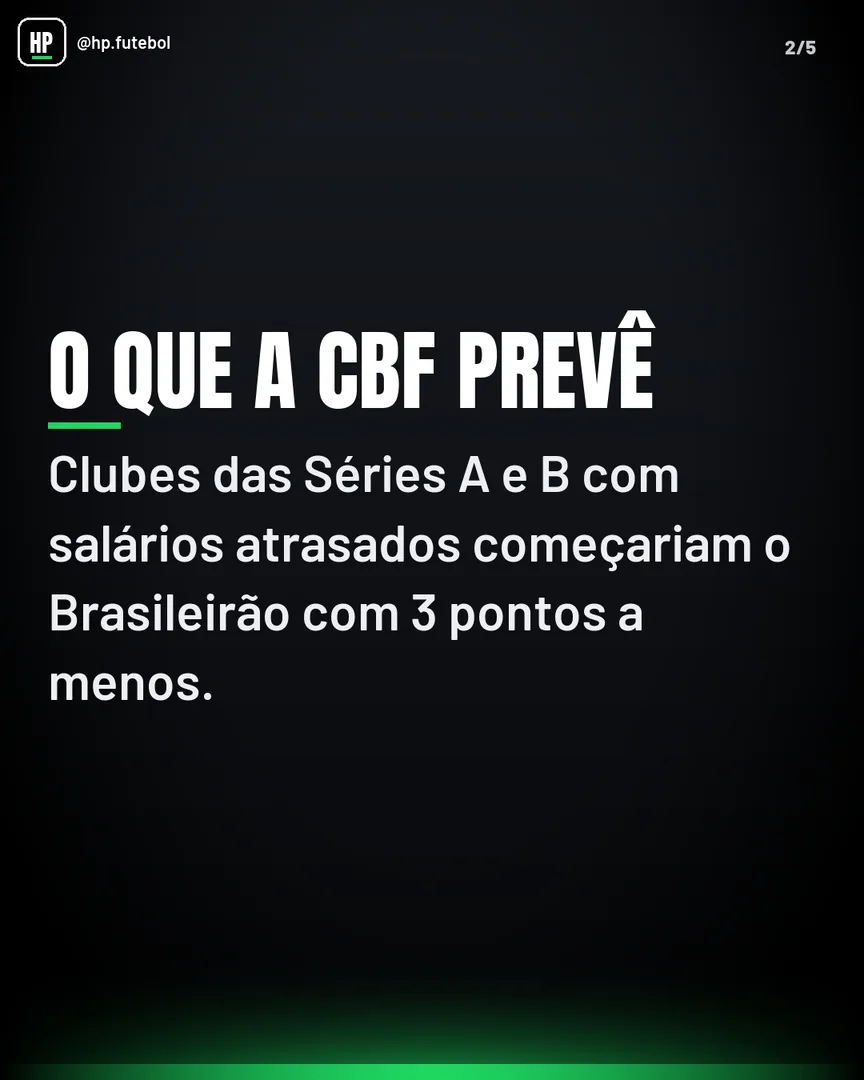 HP
@hp.futebol
2/5
O QUE A CBF PREVÊ
Clubes das Séries A e B com
salários atrasados começariam o
Brasileirão com 3 pontos a
menos.